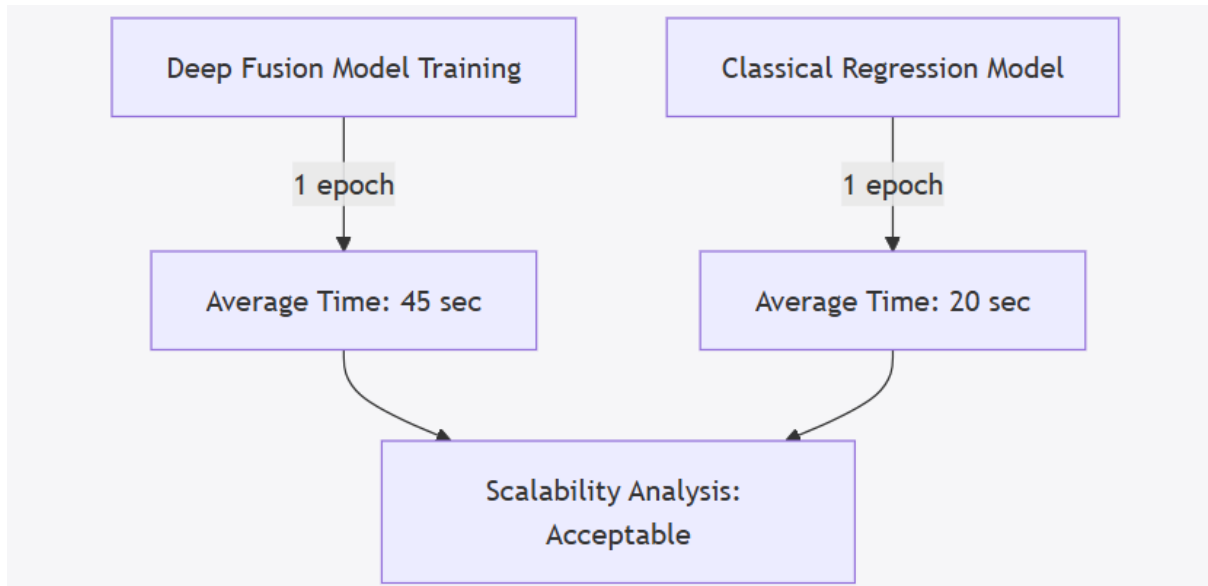 Deep Fusion Model Training
Classical Regression Model
1 epoch
1 epoch
Average Time: 45 sec
Average Time: 20 sec
Scalability Analysis:
Acceptable